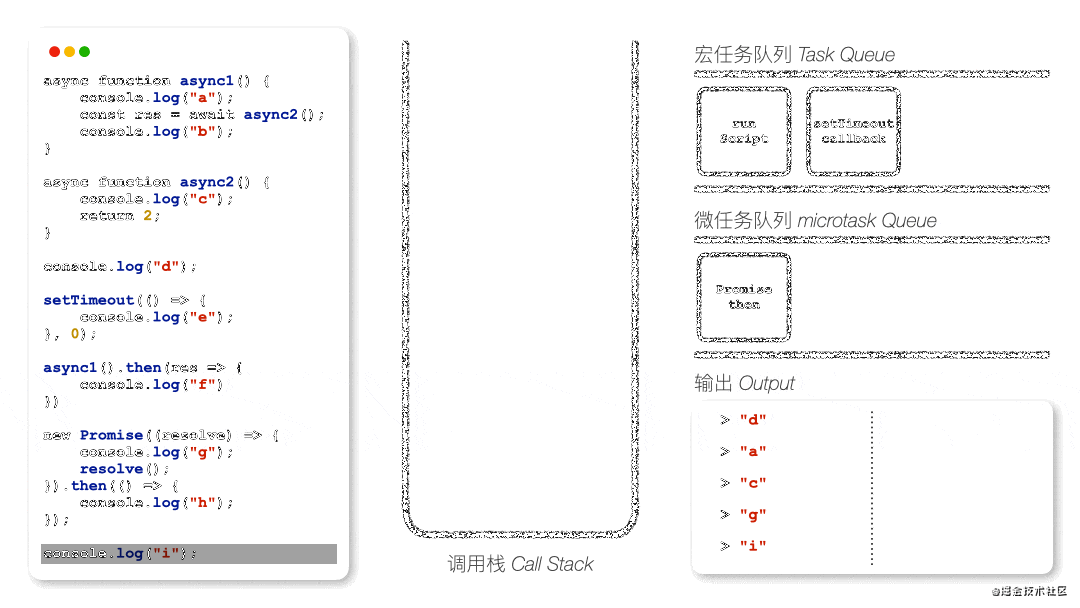 async function async1() {
    console.log("a");
    const res = await async2();
    console.log("b");
}
async function async2() {
    console.log("c");
    return 2;
}
console.log("d");
setTimeout(() => {
    console.log("e");
}, 0);
async1().then(res => {
    console.log("f")
})
new Promise((resolve) => {
    console.log("g");
    resolve();
}).then(() => {
    console.log("h");
});
console.log("i");
调用栈 Call Stack
宏任务队列 Task Queue
run
Script
setTimeout
callback
微任务队列 microtask Queue
Promise
then
输出 Output
> "d"
> "a"
> "c"
> "g"
> "i"
@掘金技术社区